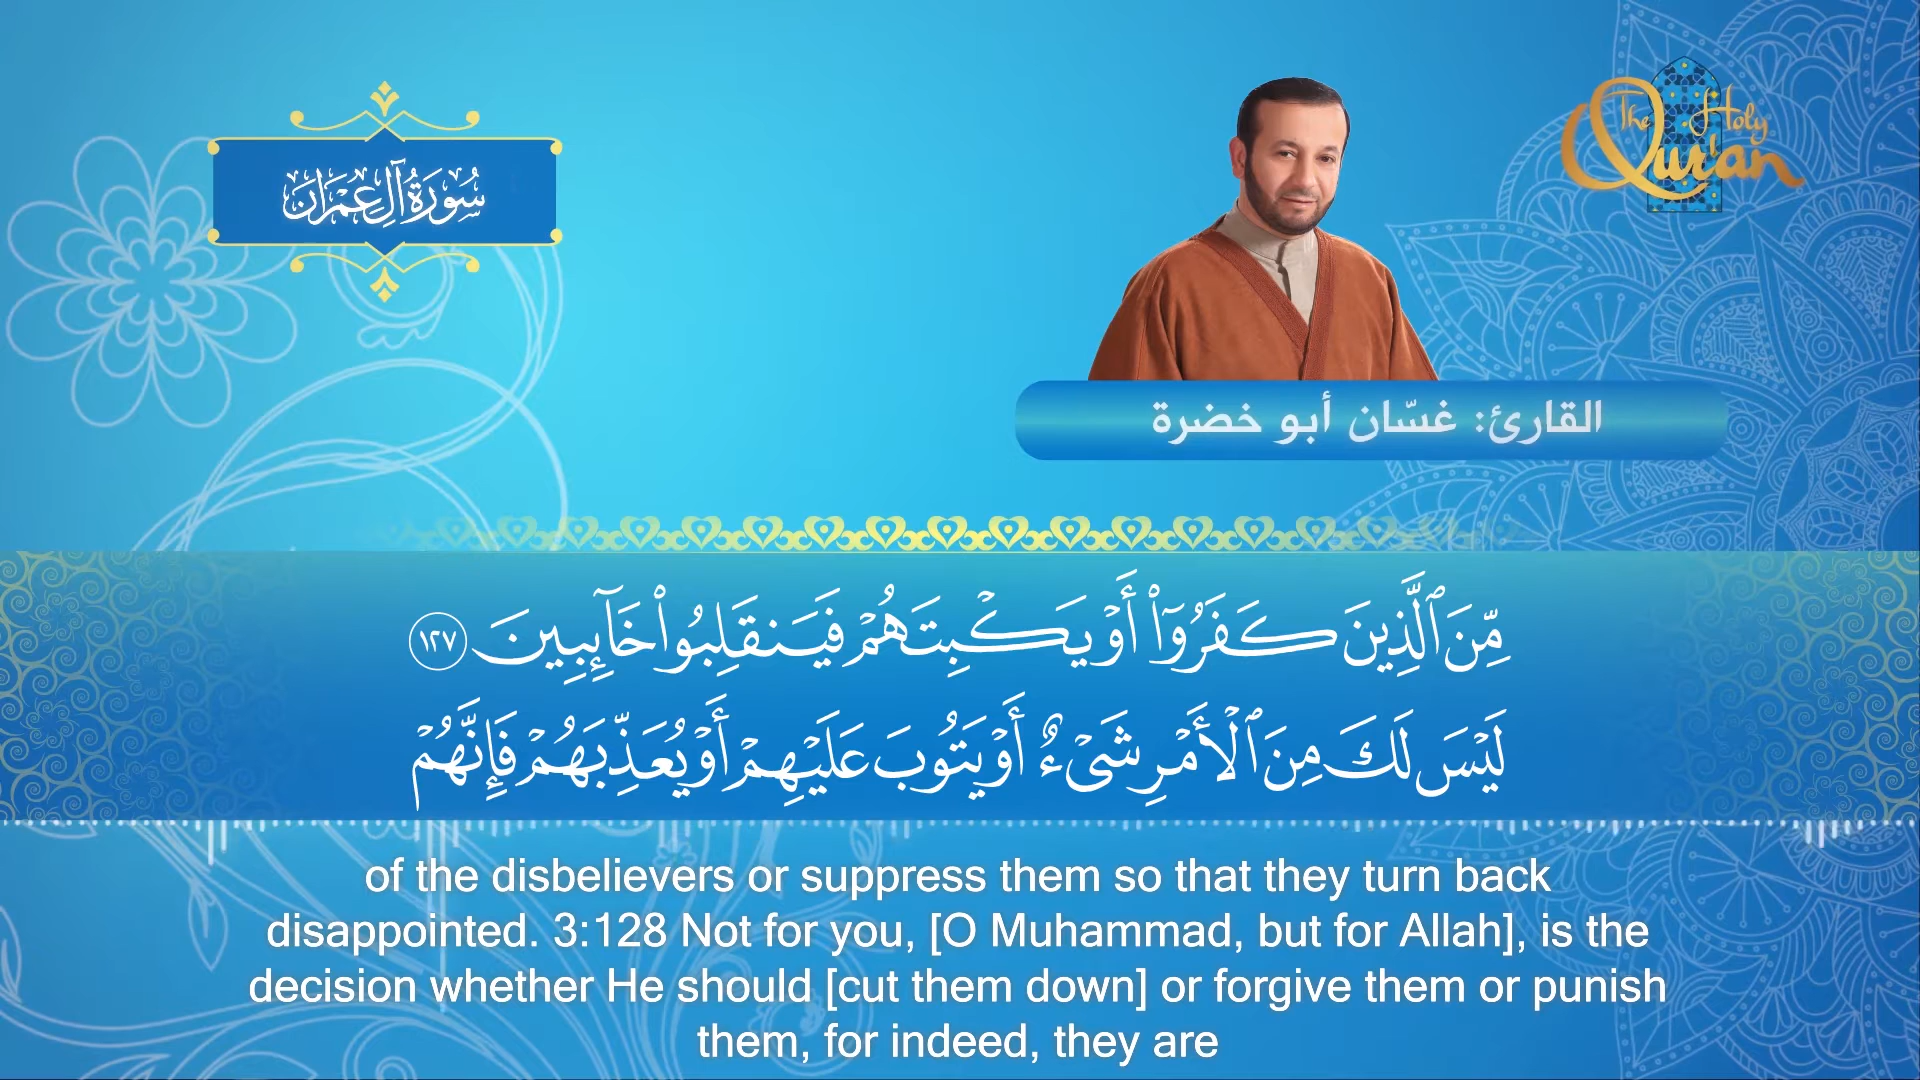 سُورَةُ آلِ عِمْرَانَ
The Holy
Qur'an
القارئ: غسّان أبو خضرة
مِّنَ ٱلَّذِينَ كَفَرُوٓا۟ أَوْ يَكْبِتَهُمْ فَيَنقَلِبُوا۟ خَآئِبِينَ ١٢٧
لَيْسَ لَكَ مِنَ ٱلْأَمْرِ شَىْءٌ أَوْ يَتُوبَ عَلَيْهِمْ أَوْ يُعَذِّبَهُمْ فَإِنَّهُمْ
of the disbelievers or suppress them so that they turn back
disappointed. 3:128 Not for you, [O Muhammad, but for Allah], is the
decision whether He should [cut them down] or forgive them or punish
them, for indeed, they are